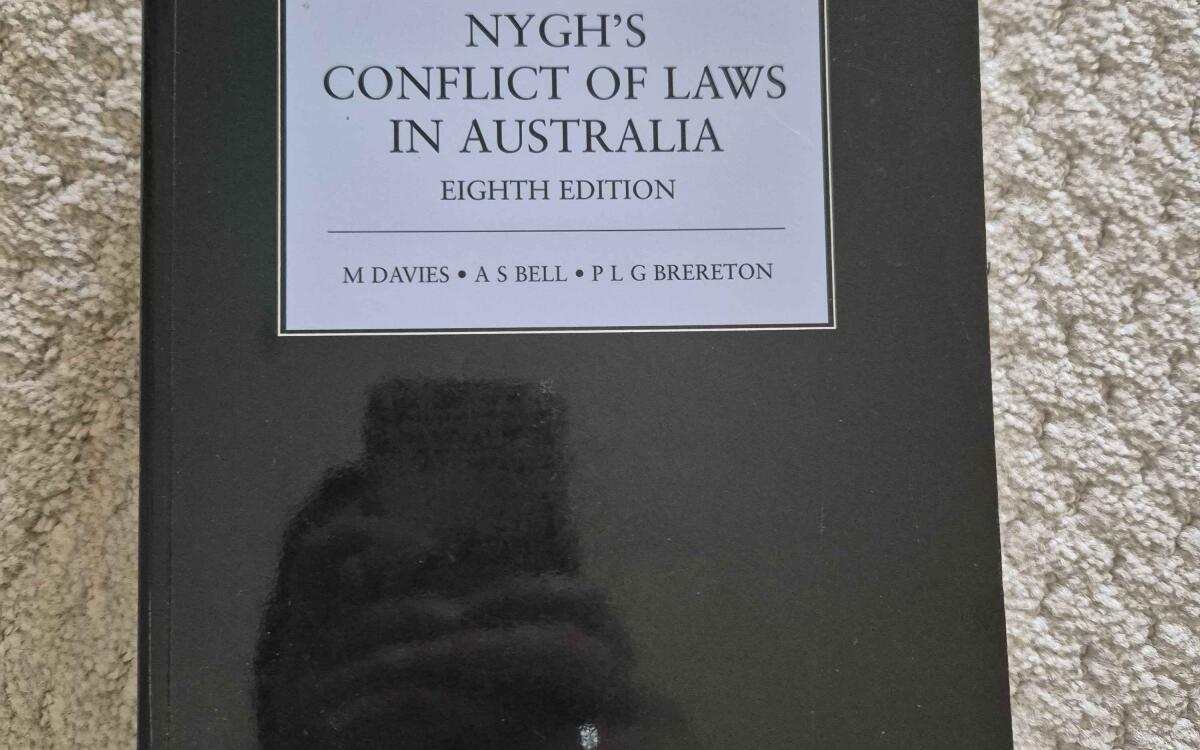 NYGH'S
CONFLICT OF LAWS
IN AUSTRALIA
EIGHTH EDITION
M DAVIES • A S BELL • P L G BRERETON